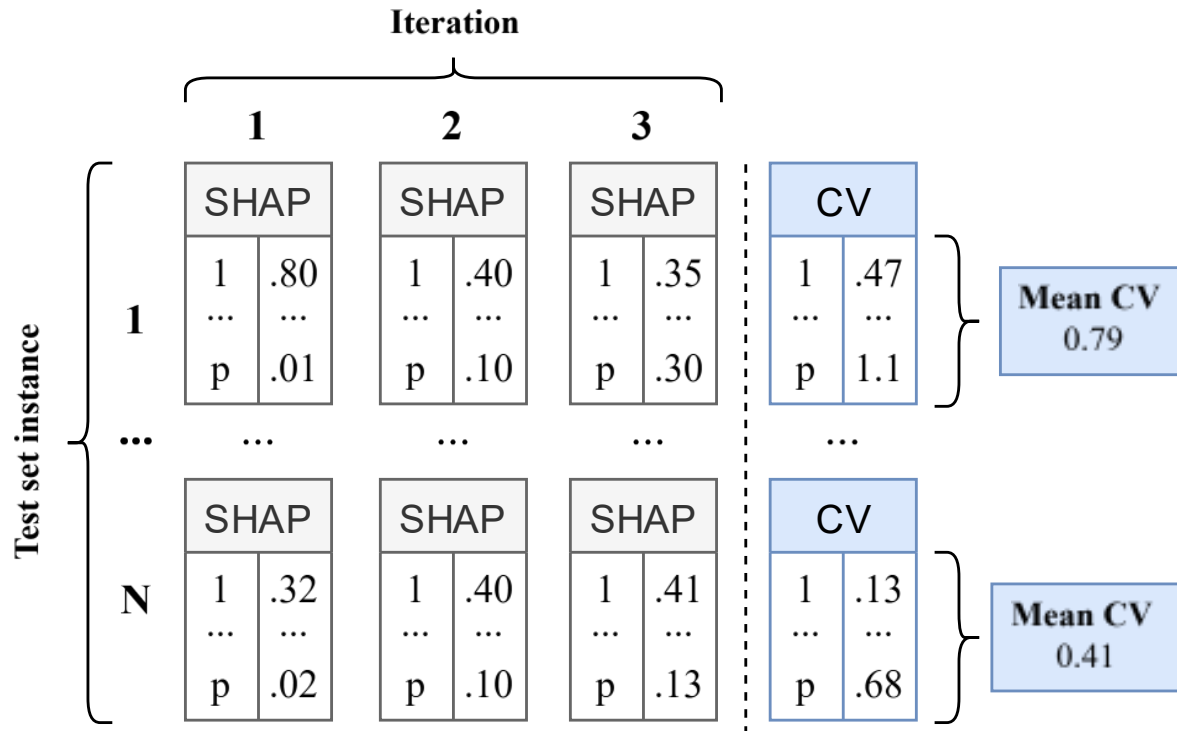 Iteration
1 2 3
SHAP SHAP SHAP CV
1 .80 1 .40 1 .35 1 .47
... ... ... ... ... ... ... ...
p .01 p .10 p .30 p 1.1
1
Mean CV
0.79
Test set instance
... ... ... ... ...
SHAP SHAP SHAP CV
1 .32 1 .40 1 .41 1 .13
... ... ... ... ... ... ... ...
p .02 p .10 p .13 p .68
N
Mean CV
0.41